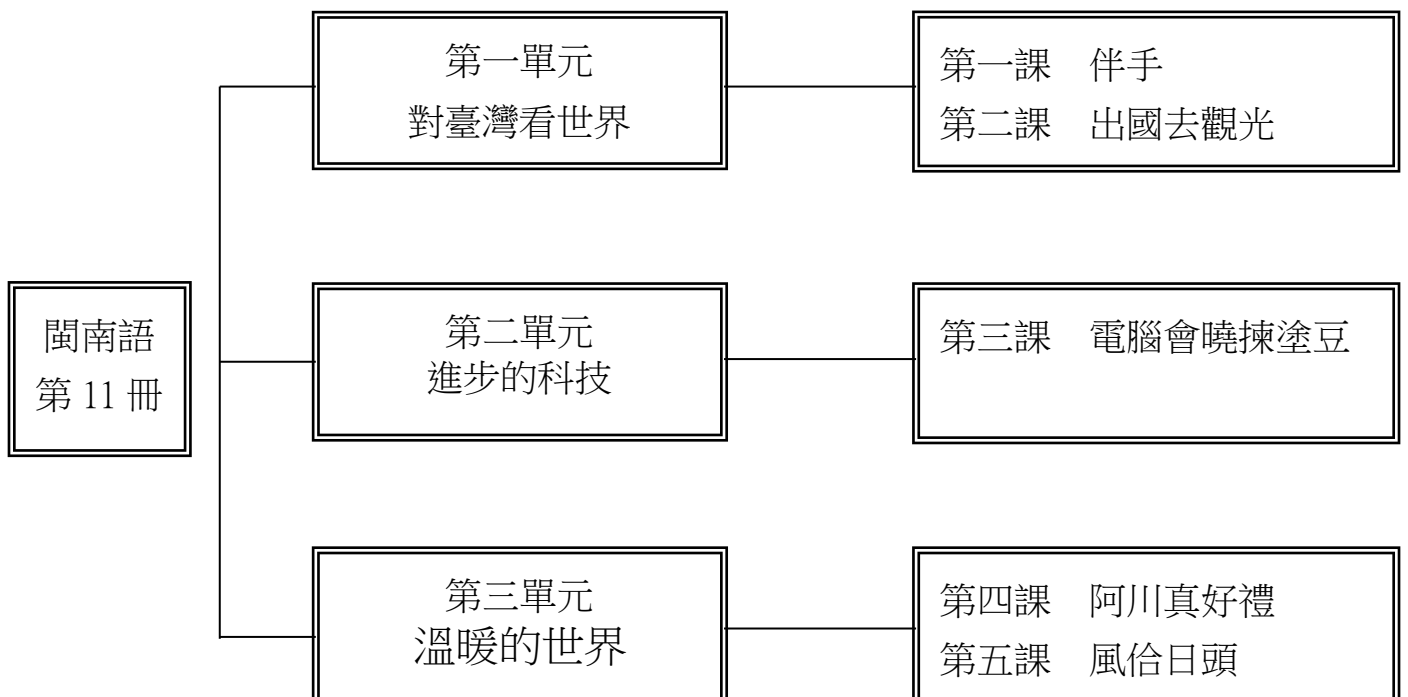 第一單元
對臺灣看世界
第一課 伴手
第二課 出國去觀光
閩南語
第 11 冊
第二單元
進步的科技
第三課 電腦會曉揀塗豆
第三單元
溫暖的世界
第四課 阿川真好禮
第五課 風佮日頭